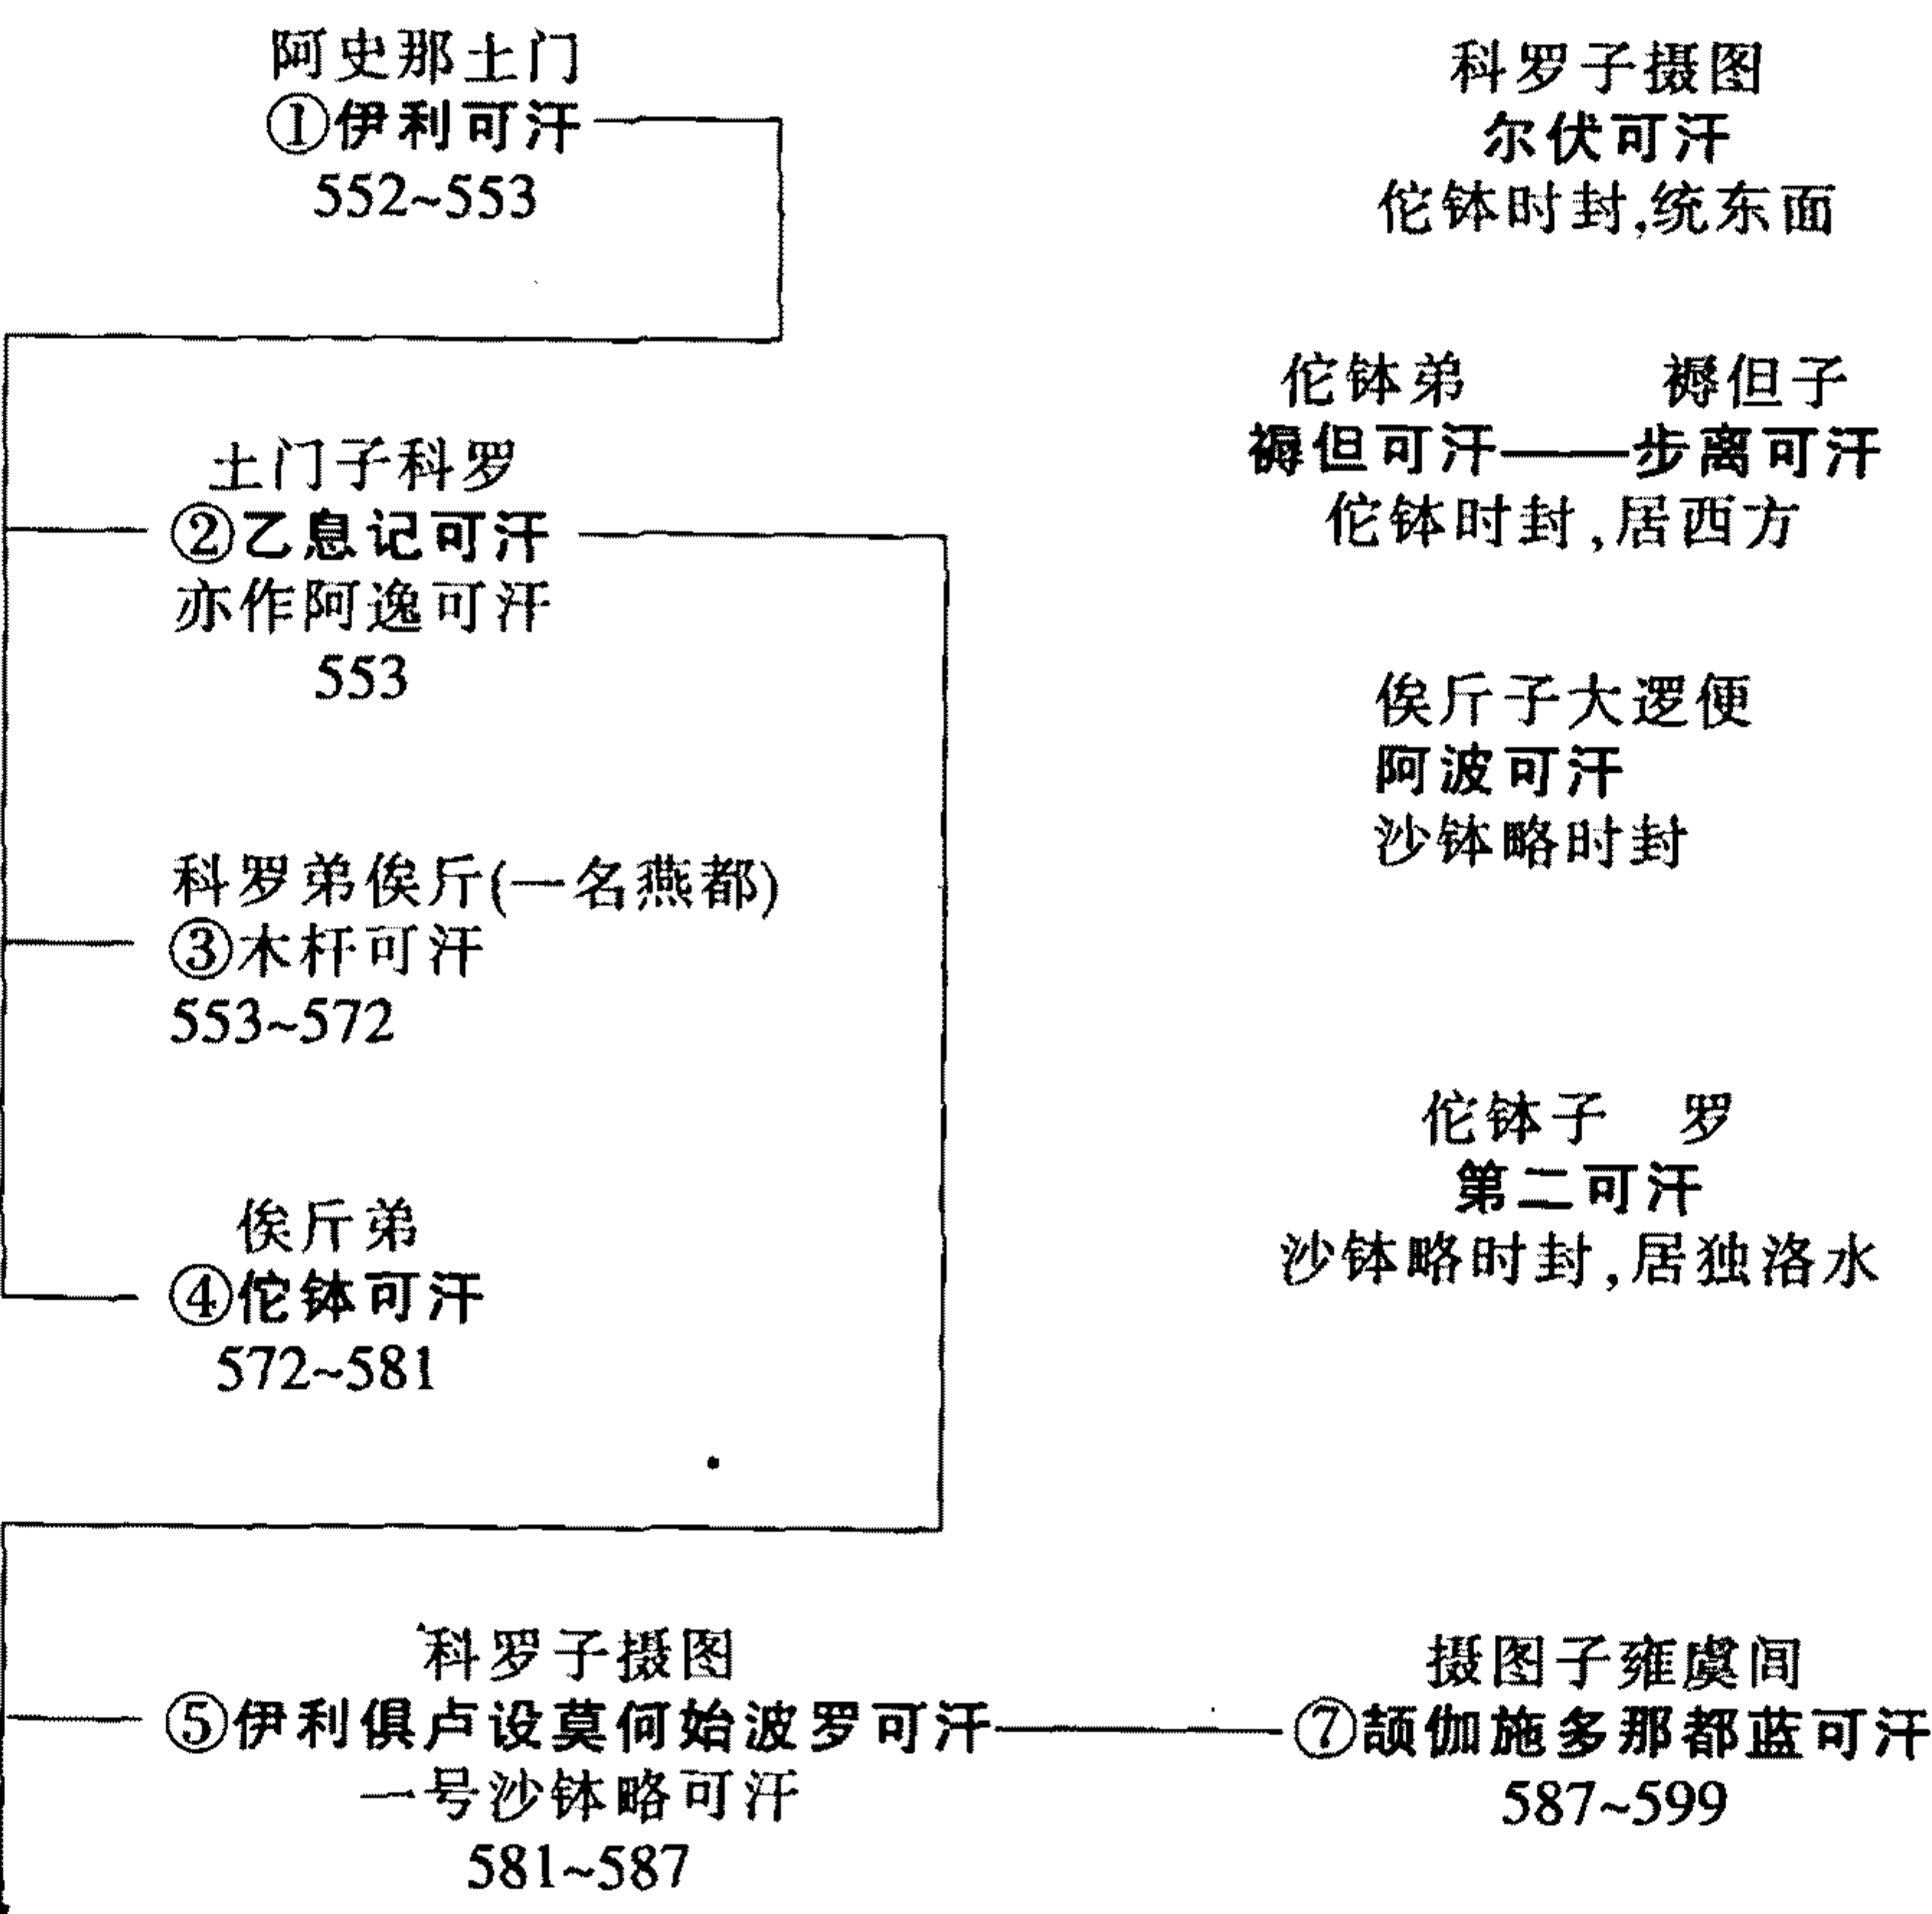 阿史那土门
①伊利可汗
552~553
土门子科罗
②乙息记可汗
亦作阿逸可汗
553
科罗弟俟斤(一名燕都)
③木杆可汗
553~572
俟斤弟
④佗钵可汗
572~581
科罗子摄图
尔伏可汗
佗钵时封,统东面
佗钵弟 褥但子
褥但可汗——步离可汗
佗钵时封,居西方
俟斤子大逻便
阿波可汗
沙钵略时封
佗钵子 罗
第二可汗
沙钵略时封,居独洛水
科罗子摄图
⑤伊利俱卢设莫何始波罗可汗
一号沙钵略可汗
581~587
摄图子雍虞闾
⑦颉伽施多那都蓝可汗
587~599